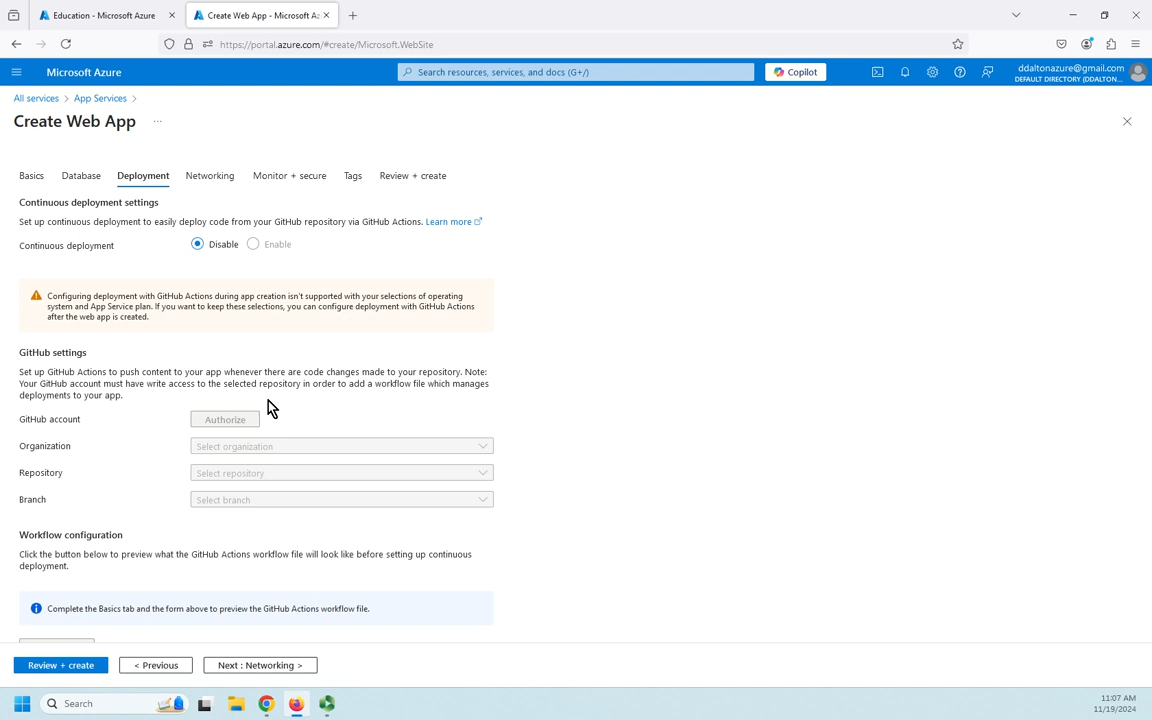 Education - Microsoft Azure
Create Web App - Microsoft Az
https://portal.azure.com/#create/Microsoft.WebSite
Microsoft Azure
Search resources, services, and docs (G+/)
Copilot
ddaltonazure@gmail.com
DEFAULT DIRECTORY (DDALTON...
All services > App Services >
Create Web App ...
Basics Database Deployment Networking Monitor + secure Tags Review + create
Continuous deployment settings
Set up continuous deployment to easily deploy code from your GitHub repository via GitHub Actions. Learn more
Continuous deployment Disable Enable
Configuring deployment with GitHub Actions during app creation isn't supported with your selections of operating
system and App Service plan. If you want to keep these selections, you can configure deployment with GitHub Actions
after the web app is created.
GitHub settings
Set up GitHub Actions to push content to your app whenever there are code changes made to your repository. Note:
Your GitHub account must have write access to the selected repository in order to add a workflow file which manages
deployments to your app.
GitHub account Authorize
Organization Select organization
Repository Select repository
Branch Select branch
Workflow configuration
Click the button below to preview what the GitHub Actions workflow file will look like before setting up continuous
deployment.
Complete the Basics tab and the form above to preview the GitHub Actions workflow file.
Review + create < Previous Next : Networking >
Search
11:07 AM
11/19/2024